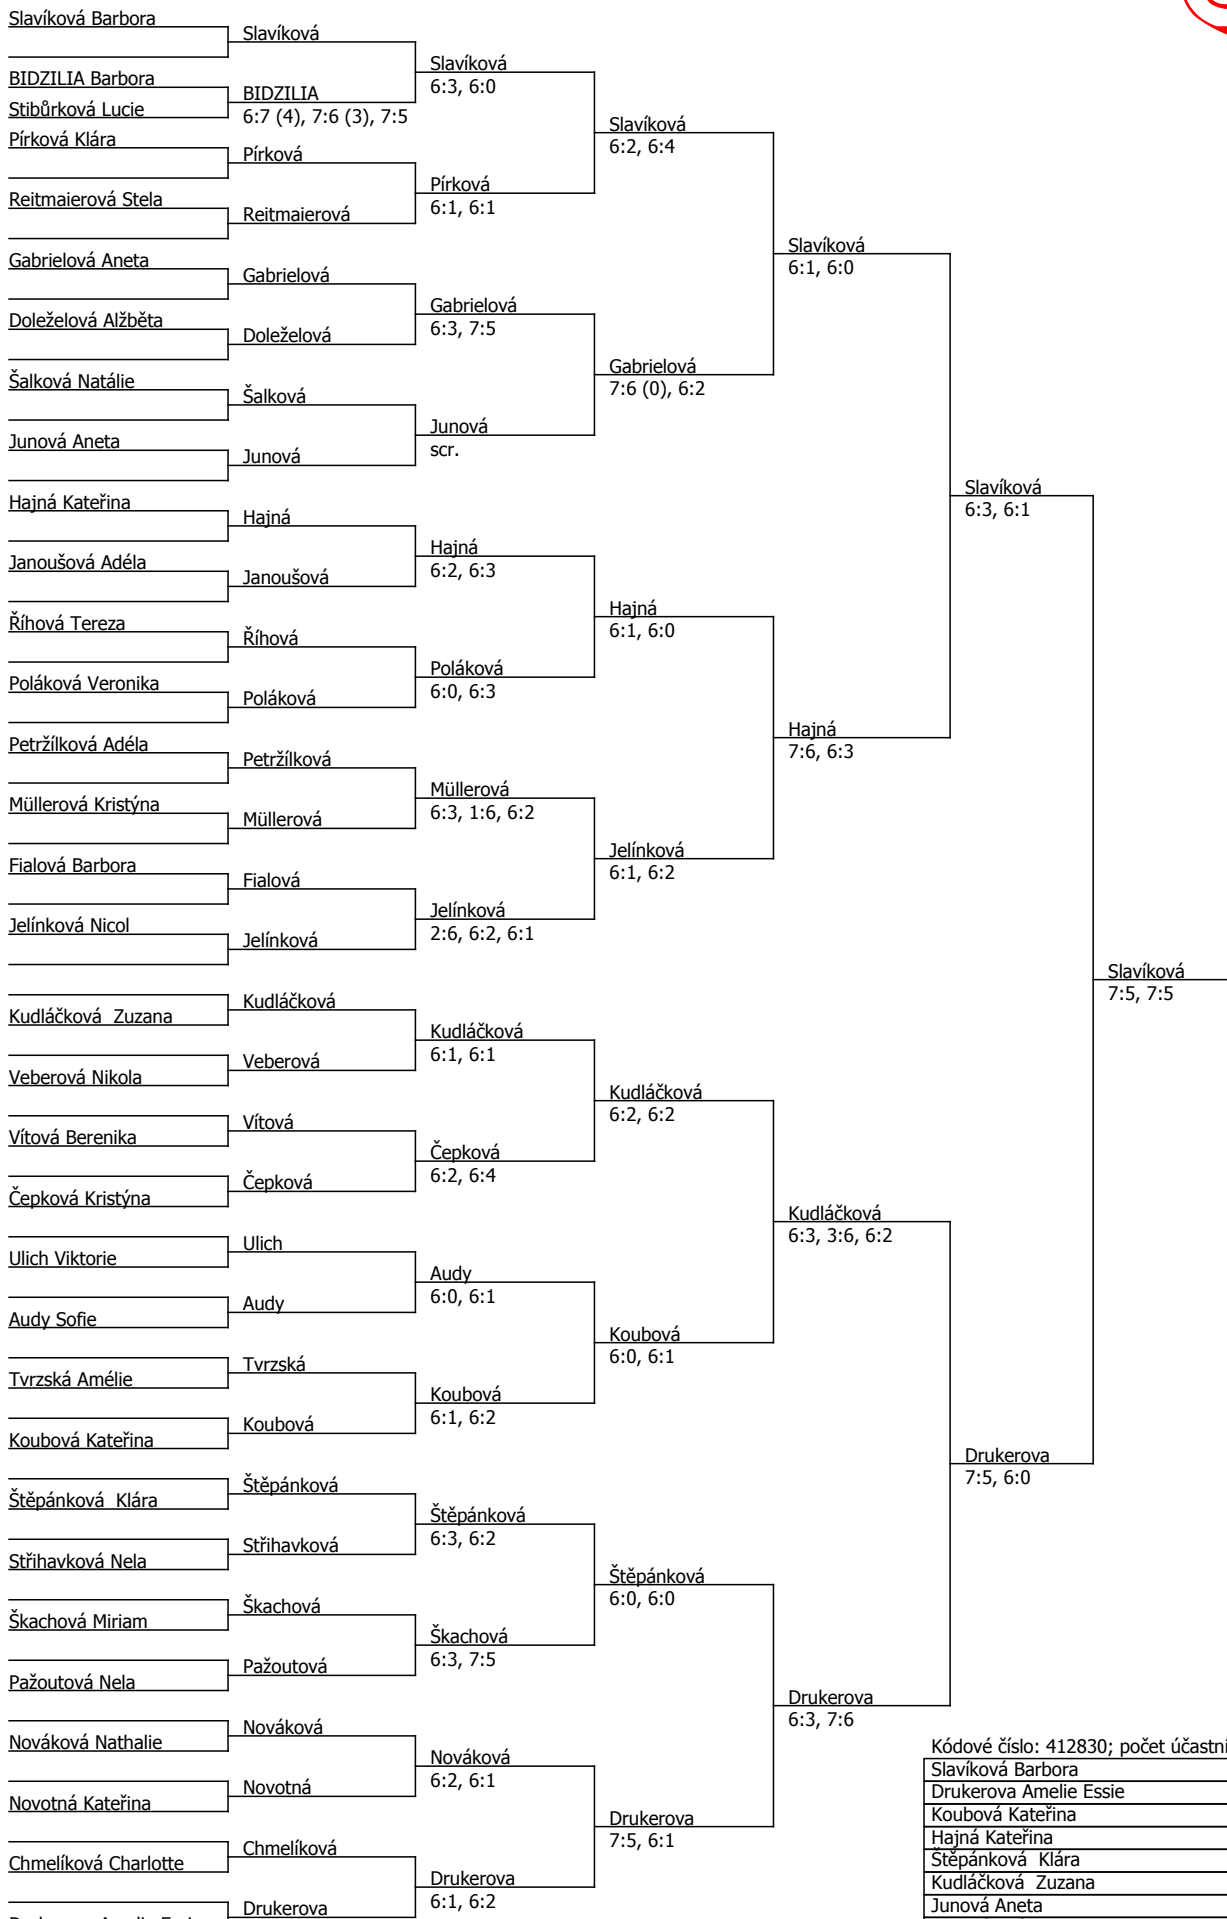 Slavíková Barbora
BIDZILIA Barbora
Stibůrková Lucie
Pírková Klára
Reitmaierová Stela
Gabrielová Aneta
Doleželová Alžběta
Šalková Natálie
Junová Aneta
Hajná Kateřina
Janoušová Adéla
Říhová Tereza
Poláková Veronika
Petržílková Adéla
Müllerová Kristýna
Fialová Barbora
Jelínková Nicol
Kudláčková  Zuzana
Veberová Nikola
Vítová Berenika
Čepková Kristýna
Ulich Viktorie
Audy Sofie
Tvrzská Amélie
Koubová Kateřina
Štěpánková  Klára
Střihavková Nela
Škachová Miriam
Pažoutová Nela
Nováková Nathalie
Novotná Kateřina
Chmelíková Charlotte
Slavíková
BIDZILIA
6:7 (4), 7:6 (3), 7:5
Pírková
Reitmaierová
Gabrielová
Doleželová
Šalková
Junová
Hajná
Janoušová
Říhová
Poláková
Petržílková
Müllerová
Fialová
Jelínková
Kudláčková
Veberová
Vítová
Čepková
Ulich
Audy
Tvrzská
Koubová
Štěpánková
Střihavková
Škachová
Pažoutová
Nováková
Novotná
Chmelíková
Drukerova
Slavíková
6:3, 6:0
Pírková
6:1, 6:1
Gabrielová
6:3, 7:5
Junová
scr.
Hajná
6:2, 6:3
Poláková
6:0, 6:3
Müllerová
6:3, 1:6, 6:2
Jelínková
2:6, 6:2, 6:1
Kudláčková
6:1, 6:1
Čepková
6:2, 6:4
Audy
6:0, 6:1
Koubová
6:1, 6:2
Štěpánková
6:3, 6:2
Škachová
6:3, 7:5
Nováková
6:2, 6:1
Drukerova
6:1, 6:2
Slavíková
6:2, 6:4
Gabrielová
7:6 (0), 6:2
Hajná
6:1, 6:0
Jelínková
6:1, 6:2
Kudláčková
6:2, 6:2
Koubová
6:0, 6:1
Štěpánková
6:0, 6:0
Drukerova
7:5, 6:1
Slavíková
6:1, 6:0
Hajná
7:6, 6:3
Kudláčková
6:3, 3:6, 6:2
Drukerova
6:3, 7:6
Slavíková
6:3, 6:1
Drukerova
7:5, 6:0
Slavíková
7:5, 7:5
Kódové číslo: 412830; počet účastní
Slavíková Barbora
Drukerova Amelie Essie
Koubová Kateřina
Hajná Kateřina
Štěpánková  Klára
Kudláčková  Zuzana
Junová Aneta